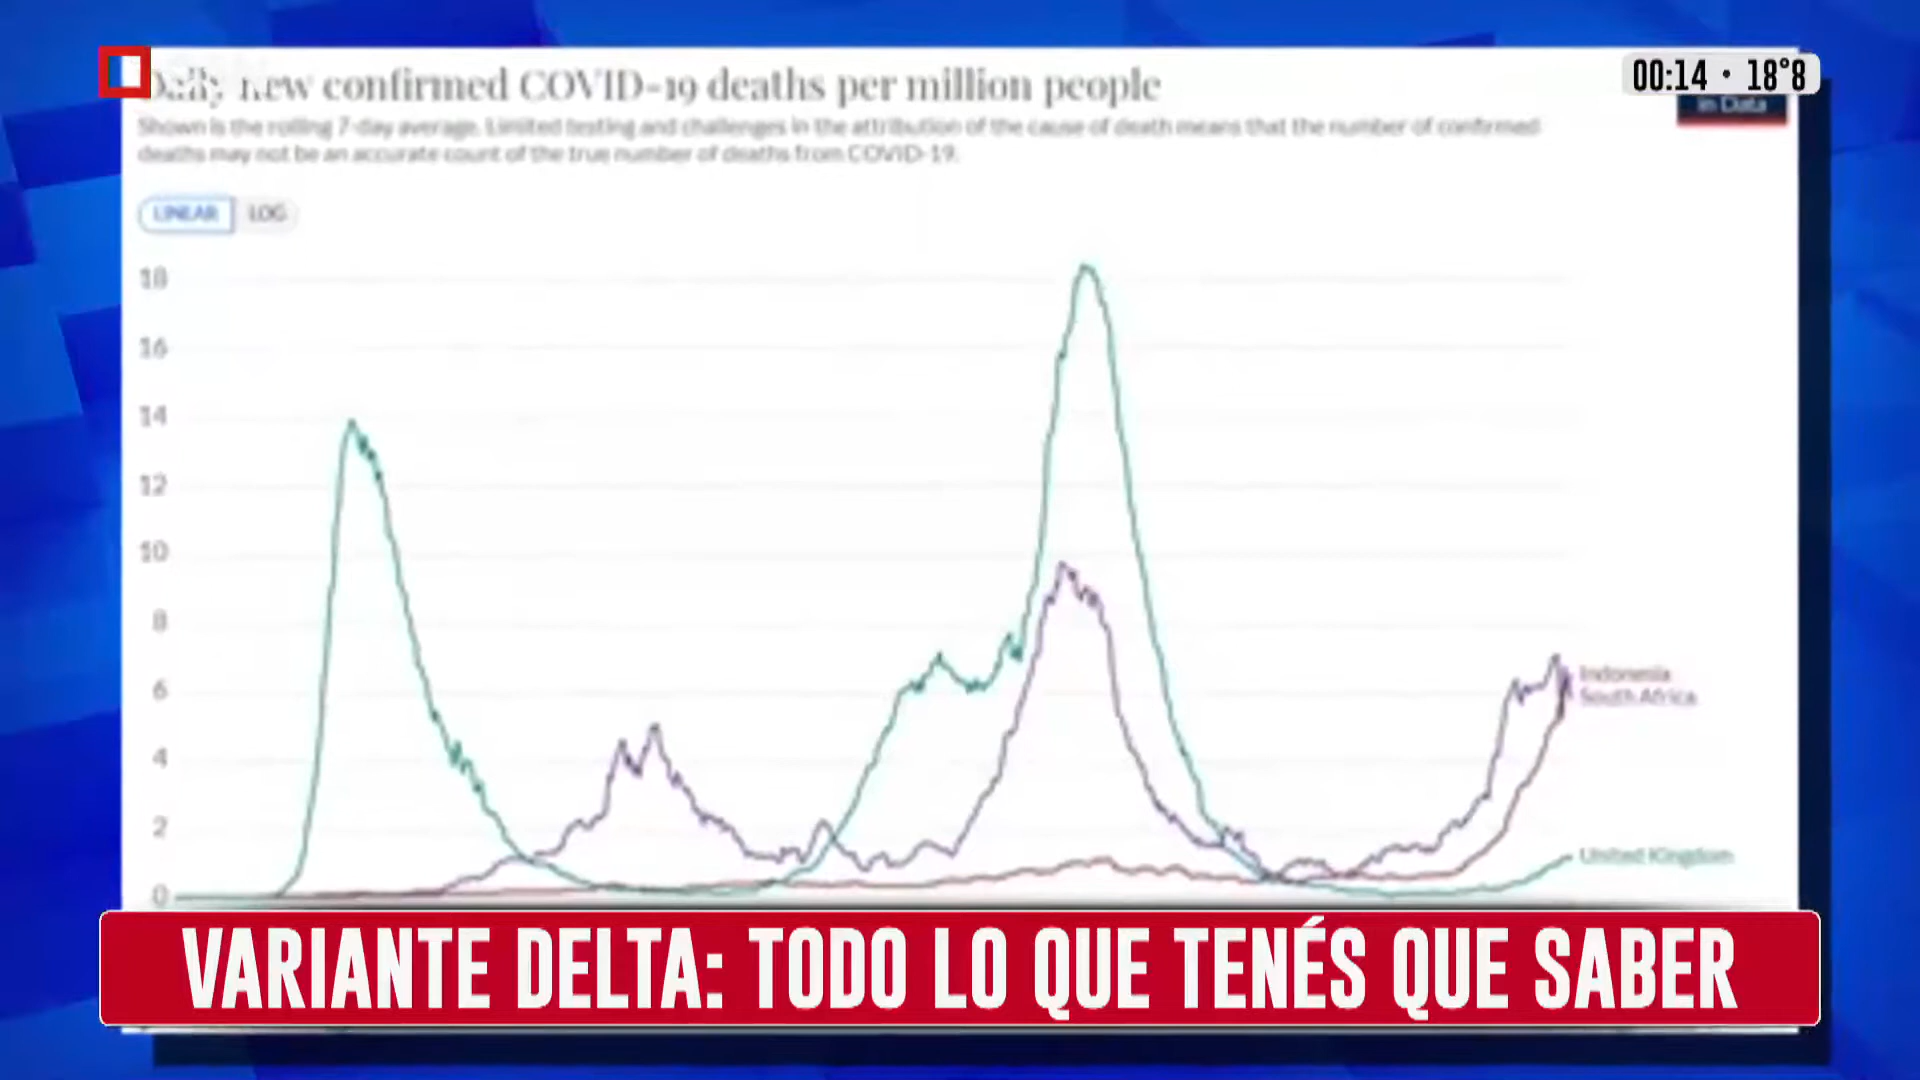 Daily new confirmed COVID-19 deaths per million people
00:14 · 18°8
in Data
Shown is the rolling 7-day average. Limited testing and challenges in the attribution of the cause of death means that the number of confirmed
deaths may not be an accurate count of the true number of deaths from COVID-19.
LINEAR LOG
18
16
14
12
10
8
6
4
2
0
Indonesia
South Africa
United Kingdom
VARIANTE DELTA: TODO LO QUE TENÉS QUE SABER